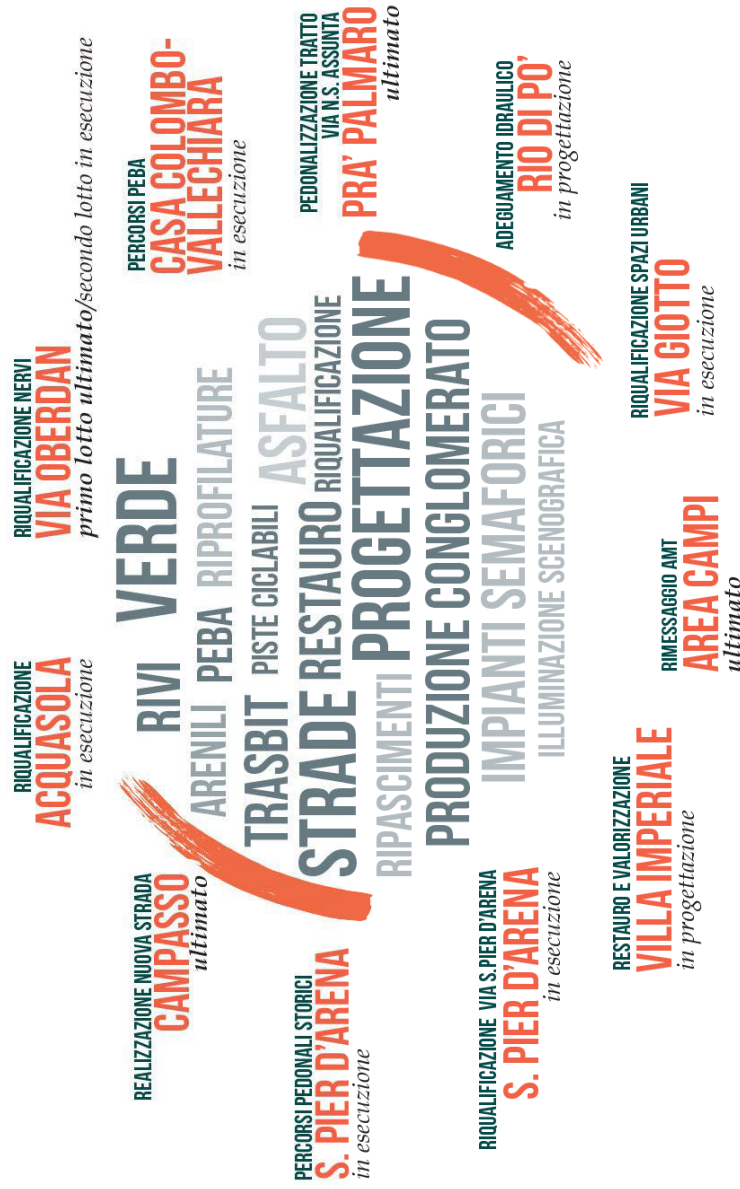 RIQUALIFICAZIONE
ACQUASOLA
in esecuzione
RIQUALIFICAZIONE NERVI
VIA OBERDAN
primo lotto ultimato/secondo lotto in esecuzione
REALIZZAZIONE NUOVA STRADA
CAMPASSO
ultimato
PERCORSI PEBA
CASA COLOMBO-
VALLECHIARA
in esecuzione
PERCORSI PEDONALI STORICI
S. PIER D'ARENA
in esecuzione
PEDONALIZZAZIONE TRATTO
VIA N.S. ASSUNTA
PRA' PALMARO
ultimato
RIVI VERDE
ARENILI PEBA RIPROFILATURE
TRASBIT PISTE CICLABILI ASFALTO
STRADE RESTAURO RIQUALIFICAZIONE
RIPASCIMENTI PROGETTAZIONE
PRODUZIONE CONGLOMERATO
IMPIANTI SEMAFORICI
ILLUMINAZIONE SCENOGRAFICA
RIQUALIFICAZIONE VIA S.PIER D'ARENA
S. PIER D'ARENA
in esecuzione
ADEGUAMENTO IDRAULICO
RIO DI PO'
in progettazione
RESTAURO E VALORIZZAZIONE
VILLA IMPERIALE
in progettazione
RIMESSAGGIO AMT
AREA CAMPI
ultimato
RIQUALIFICAZIONE SPAZI URBANI
VIA GIOTTO
in esecuzione